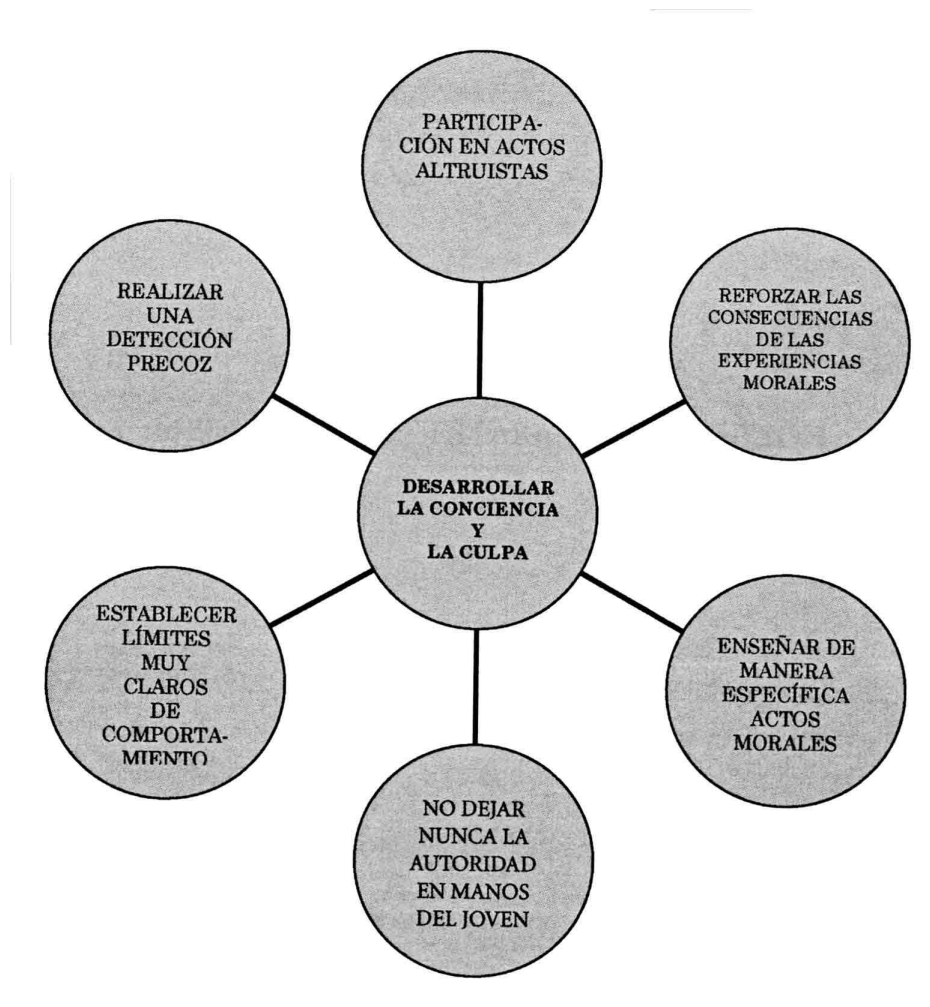 PARTICIPA-
CIÓN EN ACTOS
ALTRUISTAS
REALIZAR
UNA
DETECCIÓN
PRECOZ
REFORZAR LAS
CONSECUENCIAS
DE LAS
EXPERIENCIAS
MORALES
DESARROLLAR
LA CONCIENCIA
Y
LA CULPA
ESTABLECER
LÍMITES
MUY
CLAROS
DE
COMPORTA-
MIENTO
ENSEÑAR DE
MANERA
ESPECÍFICA
ACTOS
MORALES
NO DEJAR
NUNCA LA
AUTORIDAD
EN MANOS
DEL JOVEN